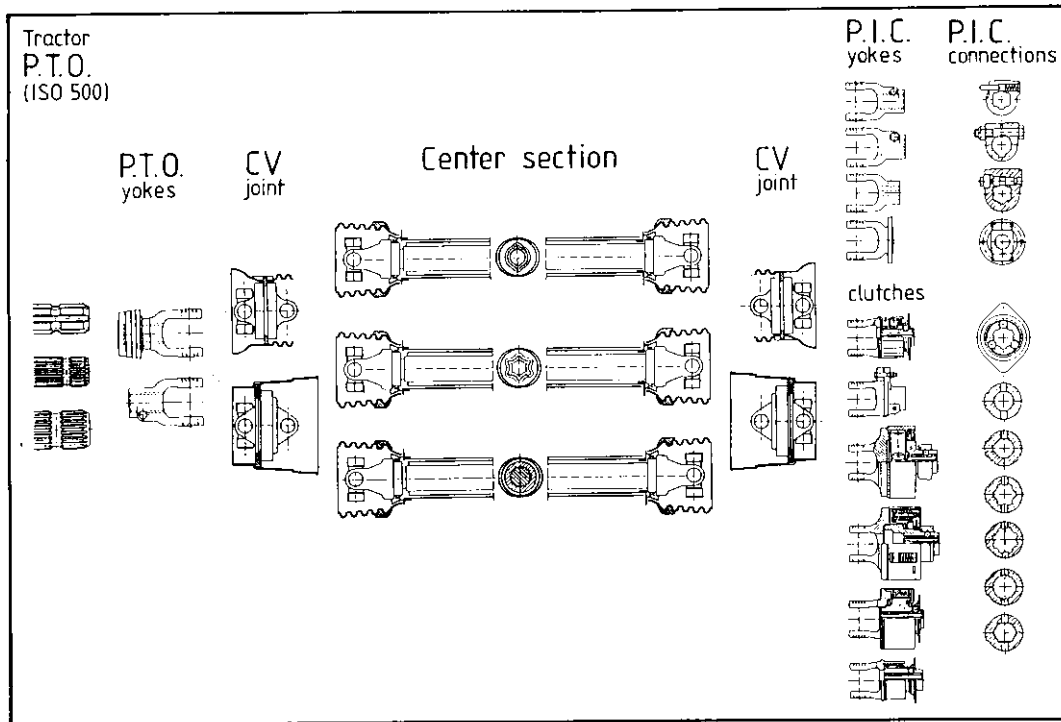 Tractor
P.T.O.
(ISO 500)
P.T.O.
yokes
CV
joint
Center section
CV
joint
P.I.C.
yokes
P.I.C.
connections
clutches